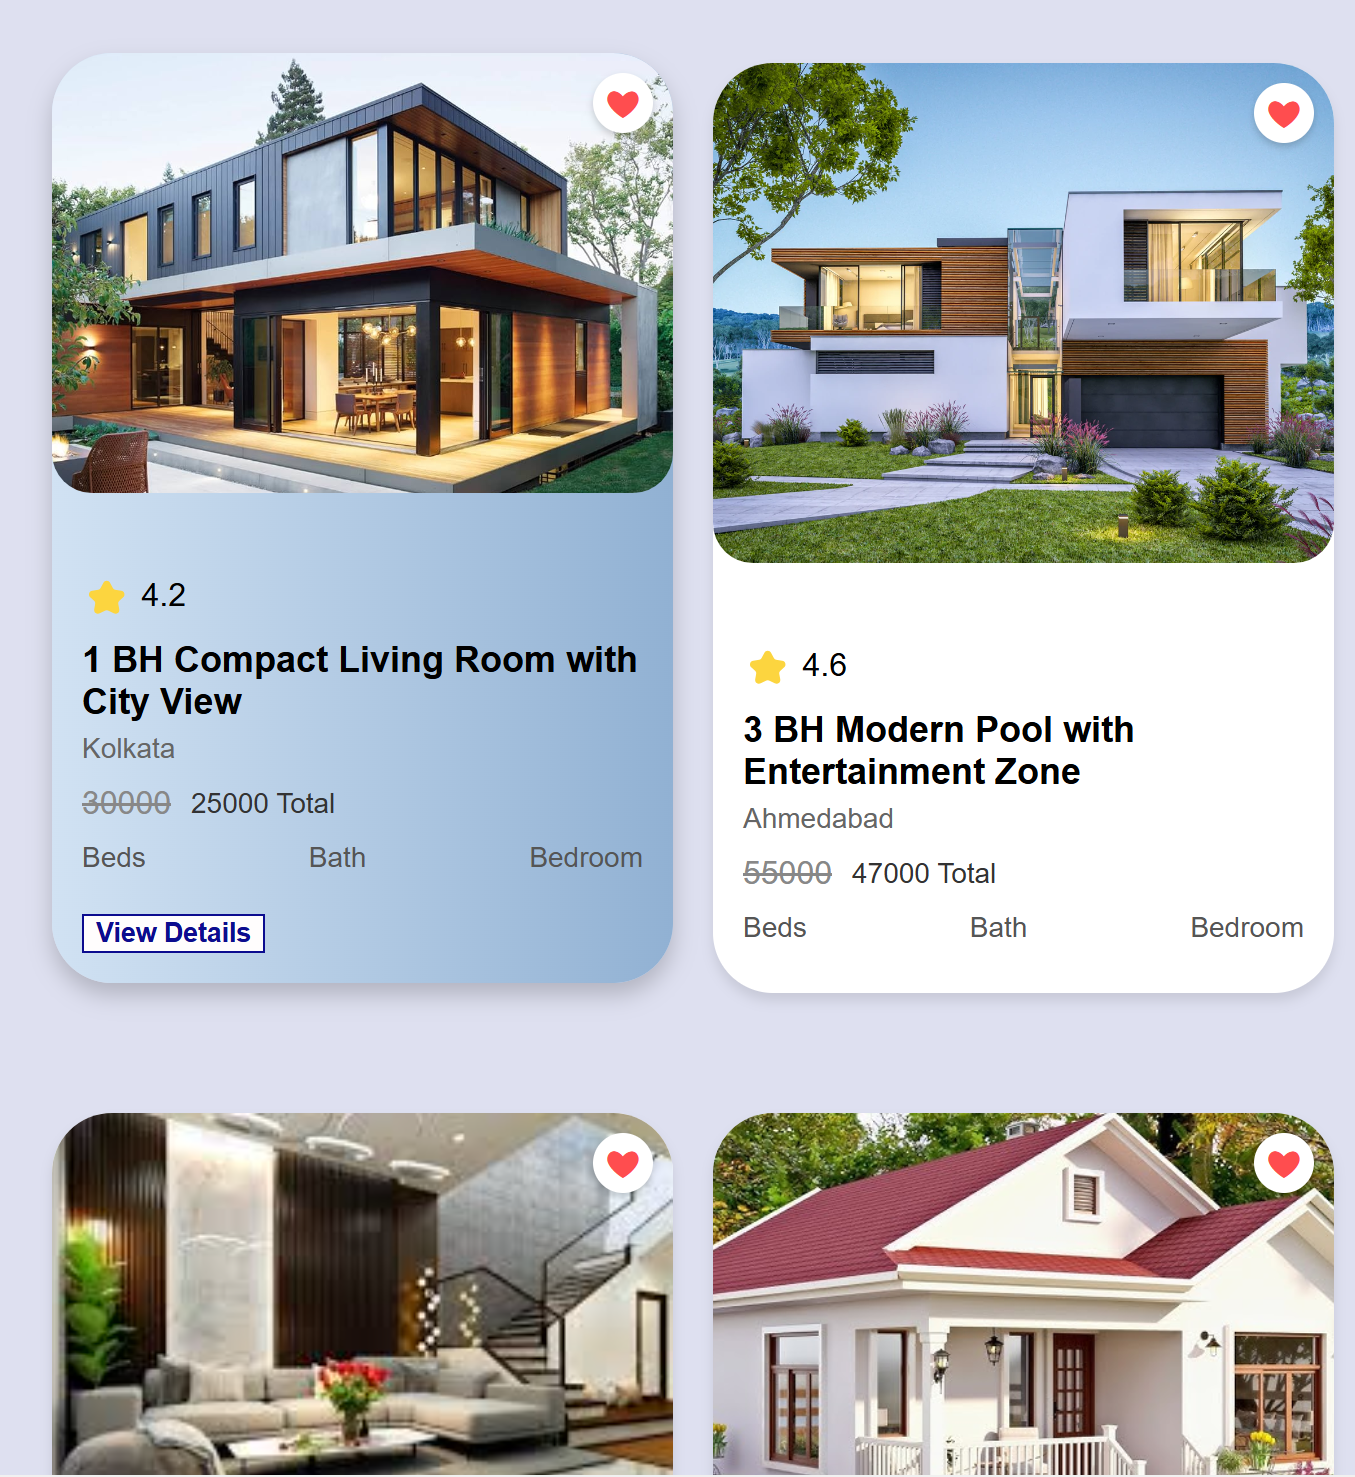 4.2
1 BH Compact Living Room with
City View
Kolkata
30000 25000 Total
Beds Bath Bedroom
View Details
4.6
3 BH Modern Pool with
Entertainment Zone
Ahmedabad
55000 47000 Total
Beds Bath Bedroom